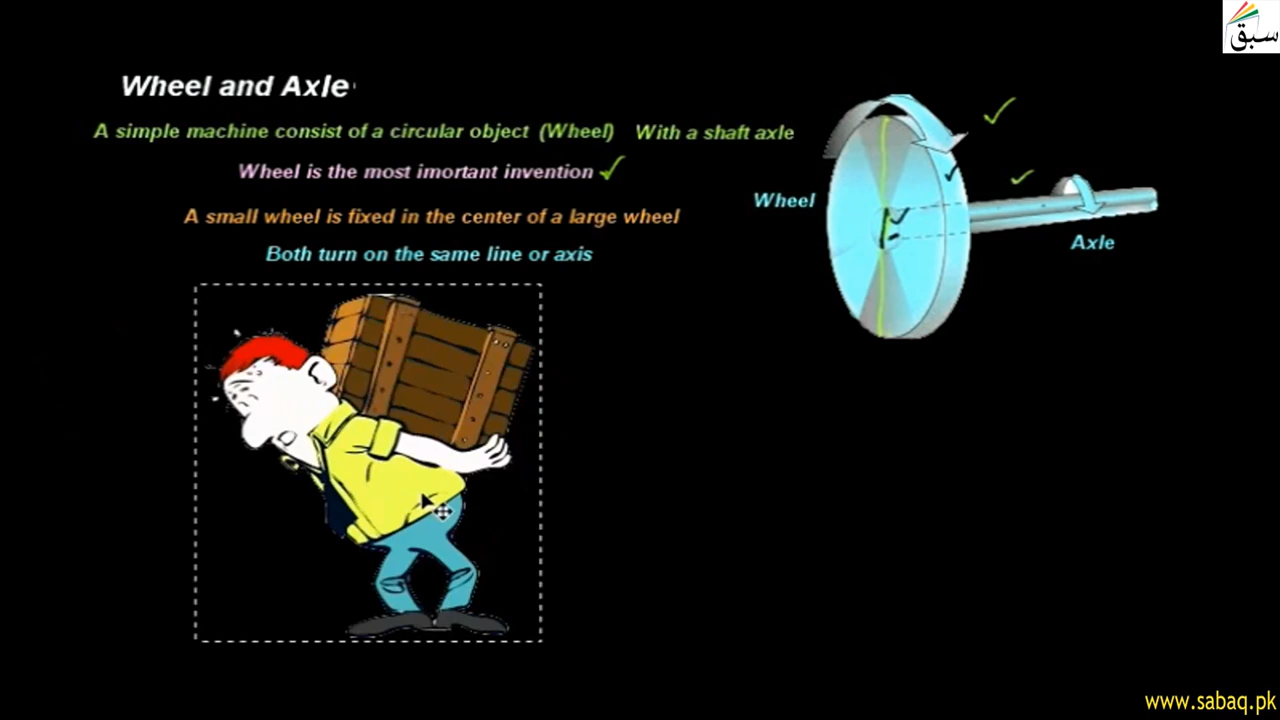 سبق
Wheel and Axle
A simple machine consist of a circular object (Wheel) With a shaft axle
Wheel is the most imortant invention
A small wheel is fixed in the center of a large wheel
Both turn on the same line or axis
Wheel
Axle
www.sabaq.pk